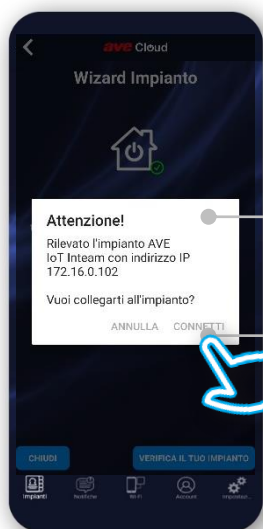 ave Cloud
Wizard Impianto
Attenzione!
Rilevato l'impianto AVE
IoT Inteam con indirizzo IP
172.16.0.102
Vuoi collegarti all'impianto?
ANNULLA CONNETTI
CHIUDI VERIFICA IL TUO IMPIANTO
Impianti Notifiche Wi-Fi Account